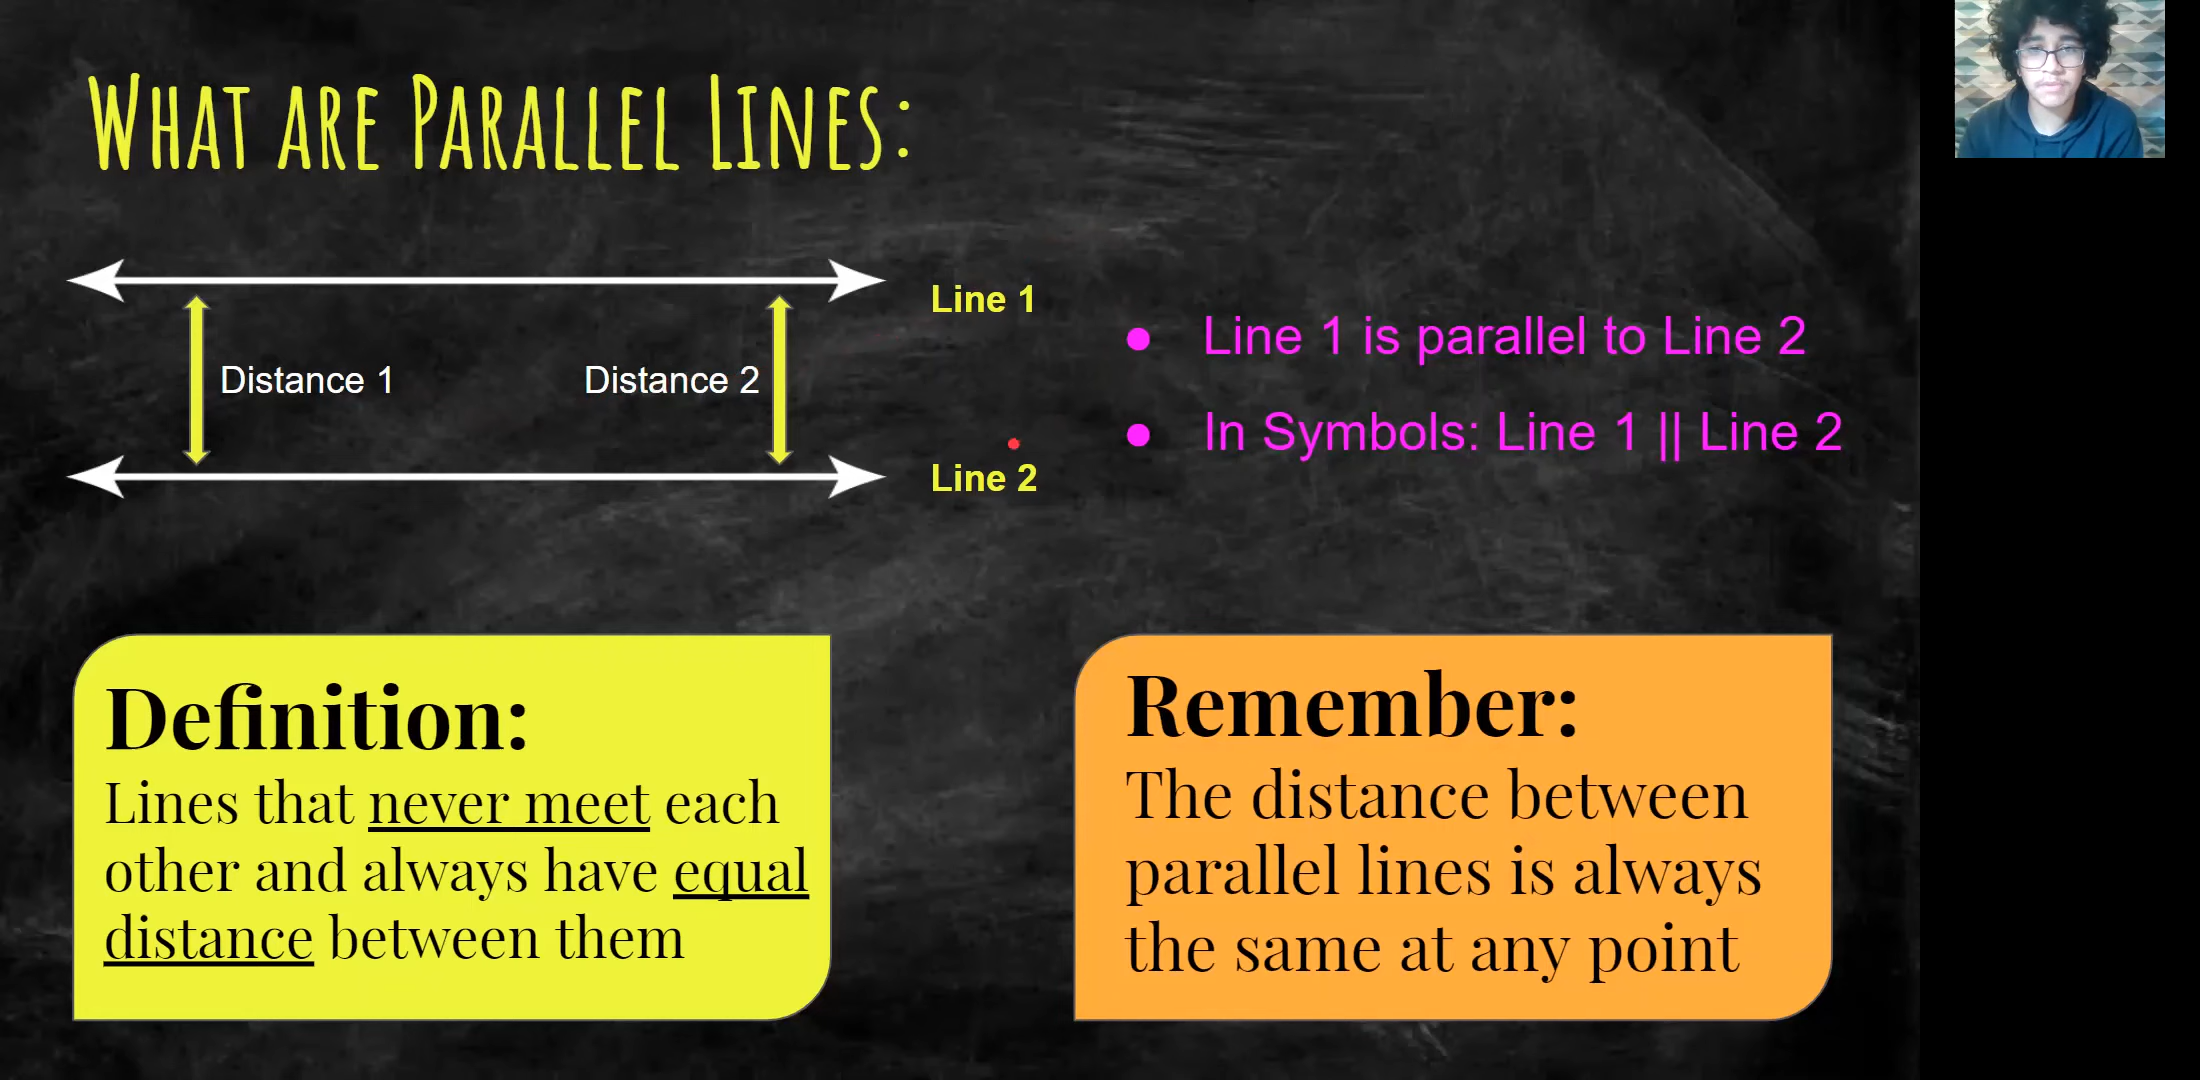 WHAT ARE PARALLEL LINES:
Line 1
Distance 1
Distance 2
Line 2
● Line 1 is parallel to Line 2
● In Symbols: Line 1 || Line 2
Definition:
Lines that never meet each
other and always have equal
distance between them
Remember:
The distance between
parallel lines is always
the same at any point